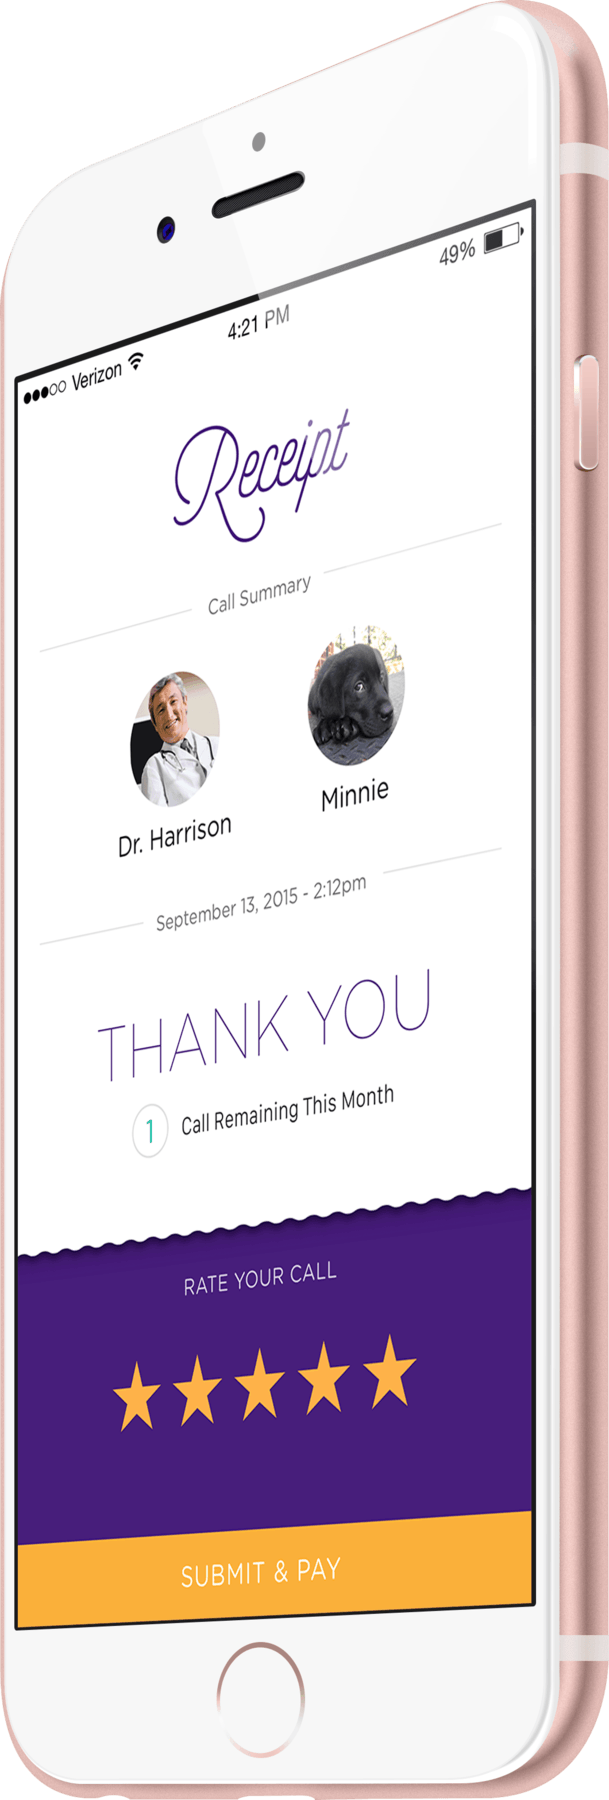 ●●●○○ Verizon 4:21 PM 49%
Receipt
Call Summary
Dr. Harrison Minnie
September 13, 2015 - 2:12pm
THANK YOU
1 Call Remaining This Month
RATE YOUR CALL
SUBMIT & PAY